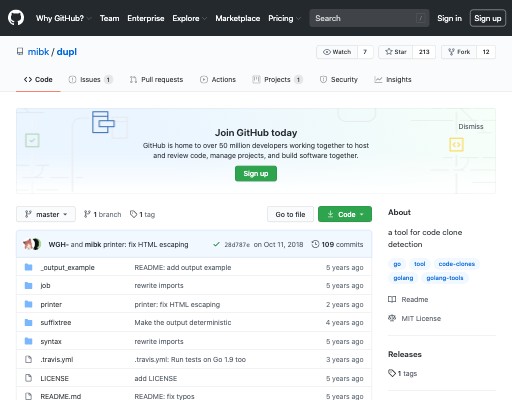 Why GitHub? Team Enterprise Explore Marketplace Pricing Search / Sign in Sign up
mibk / dupl Watch 7 Star 213 Fork 12
Code Issues 1 Pull requests Actions Projects 1 Security Insights
Join GitHub today
Dismiss
GitHub is home to over 50 million developers working together to host
and review code, manage projects, and build software together.
Sign up
master 1 branch 1 tag Go to file Code
WGH- and mibk printer: fix HTML escaping 28d787e on Oct 11, 2018 109 commits
_output_example README: add output example 5 years ago
job rewrite imports 5 years ago
printer printer: fix HTML escaping 2 years ago
suffixtree Make the output deterministic 4 years ago
syntax rewrite imports 5 years ago
.travis.yml .travis.yml: Run tests on Go 1.9 too 3 years ago
LICENSE add LICENSE 5 years ago
README.md README: fix typos 5 years ago
About
a tool for code clone
detection
go tool code-clones
golang golang-tools
Readme
MIT License
Releases
1 tags